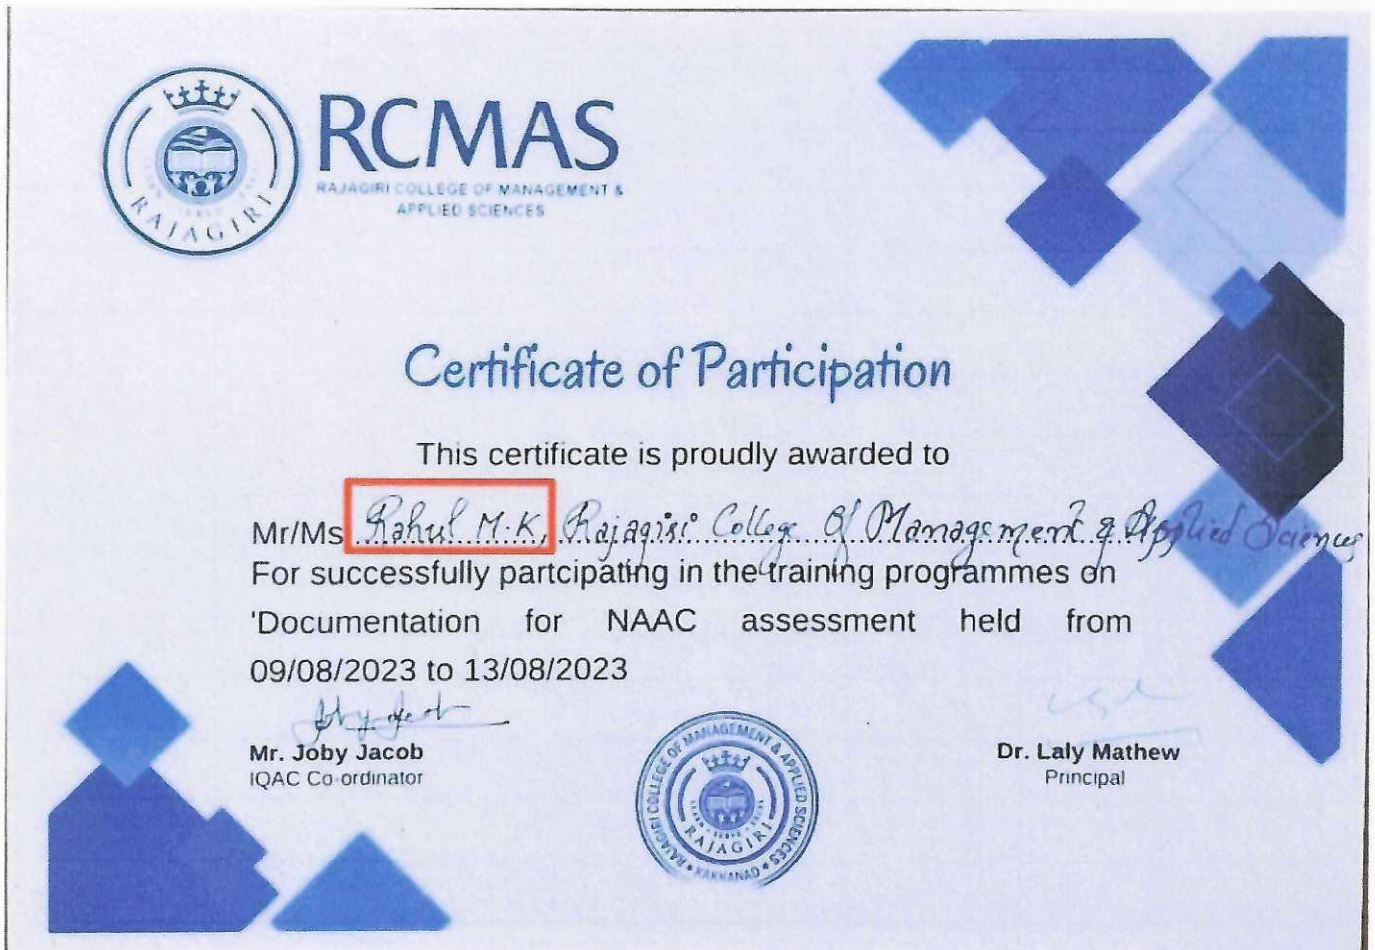 RCMAS
RAJAGIRI COLLEGE OF MANAGEMENT &
APPLIED SCIENCES
RAJAGIRI
Certificate of Participation
This certificate is proudly awarded to
Mr/Ms Rahul M.K, Rajagiri College Of Management & Applied Sciences
For successfully partcipating in the training programmes on
'Documentation for NAAC assessment held from
09/08/2023 to 13/08/2023
Mr. Joby Jacob
IQAC Co-ordinator
Dr. Laly Mathew
Principal
RAJAGIRI COLLEGE OF MANAGEMENT & APPLIED SCIENCES
KAKKANAD
RAJAGIRI